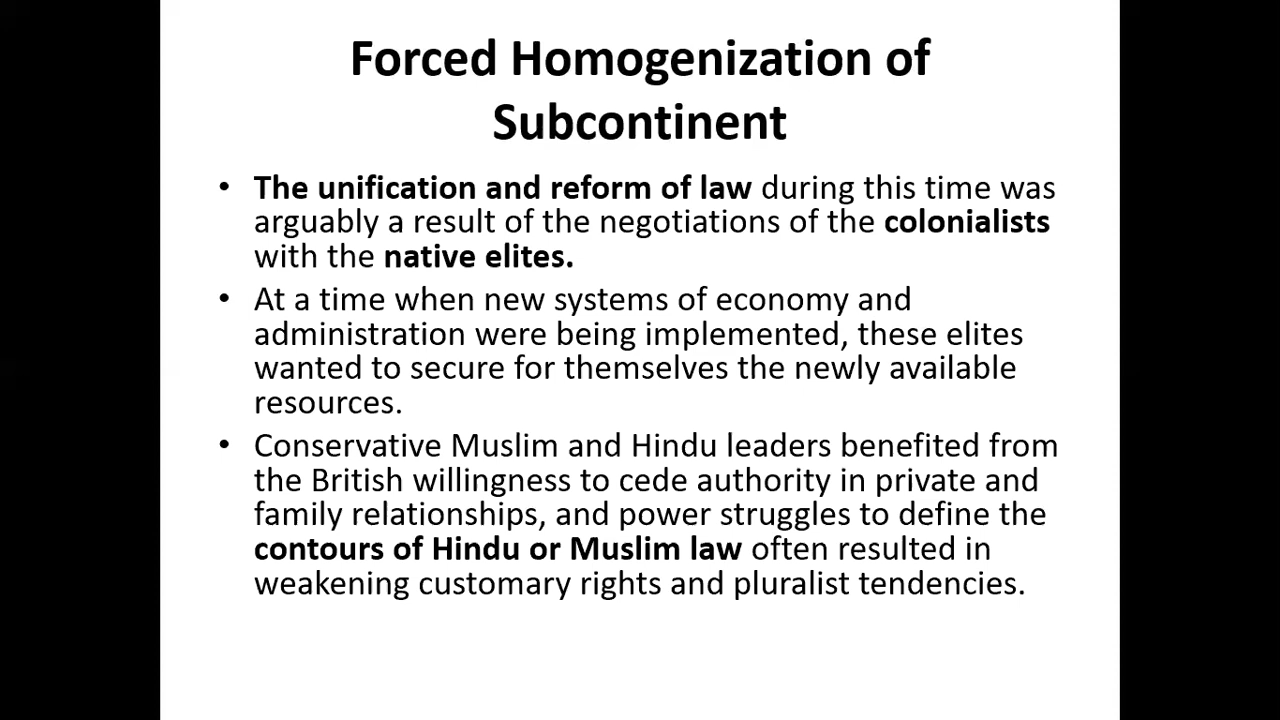 Forced Homogenization of
Subcontinent
• The unification and reform of law during this time was
arguably a result of the negotiations of the colonialists
with the native elites.
• At a time when new systems of economy and
administration were being implemented, these elites
wanted to secure for themselves the newly available
resources.
• Conservative Muslim and Hindu leaders benefited from
the British willingness to cede authority in private and
family relationships, and power struggles to define the
contours of Hindu or Muslim law often resulted in
weakening customary rights and pluralist tendencies.